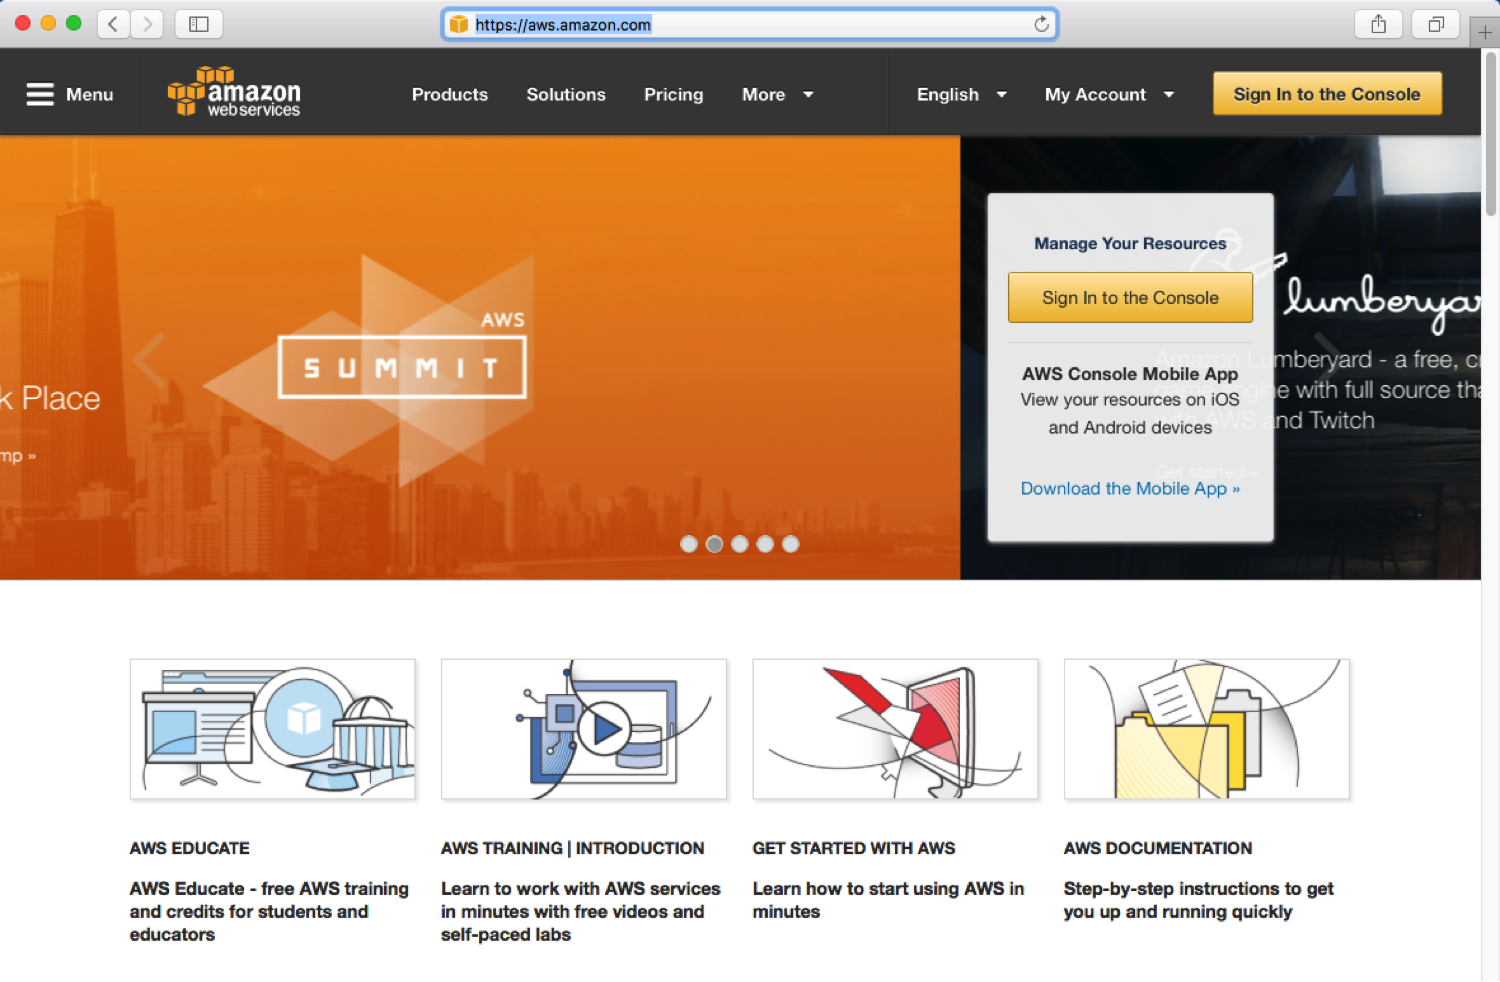 https://aws.amazon.com
Menu
amazon
webservices
Products
Solutions
Pricing
More
English
My Account
Sign In to the Console
k Place
mp »
AWS
SUMMIT
Manage Your Resources
Sign In to the Console
AWS Console Mobile App
View your resources on iOS
and Android devices
Download the Mobile App »
lumberya
Amazon Lumberyard - a free, c
game engine with full source tha
with AWS and Twitch
Get started »
AWS EDUCATE
AWS Educate - free AWS training
and credits for students and
educators
AWS TRAINING | INTRODUCTION
Learn to work with AWS services
in minutes with free videos and
self-paced labs
GET STARTED WITH AWS
Learn how to start using AWS in
minutes
AWS DOCUMENTATION
Step-by-step instructions to get
you up and running quickly